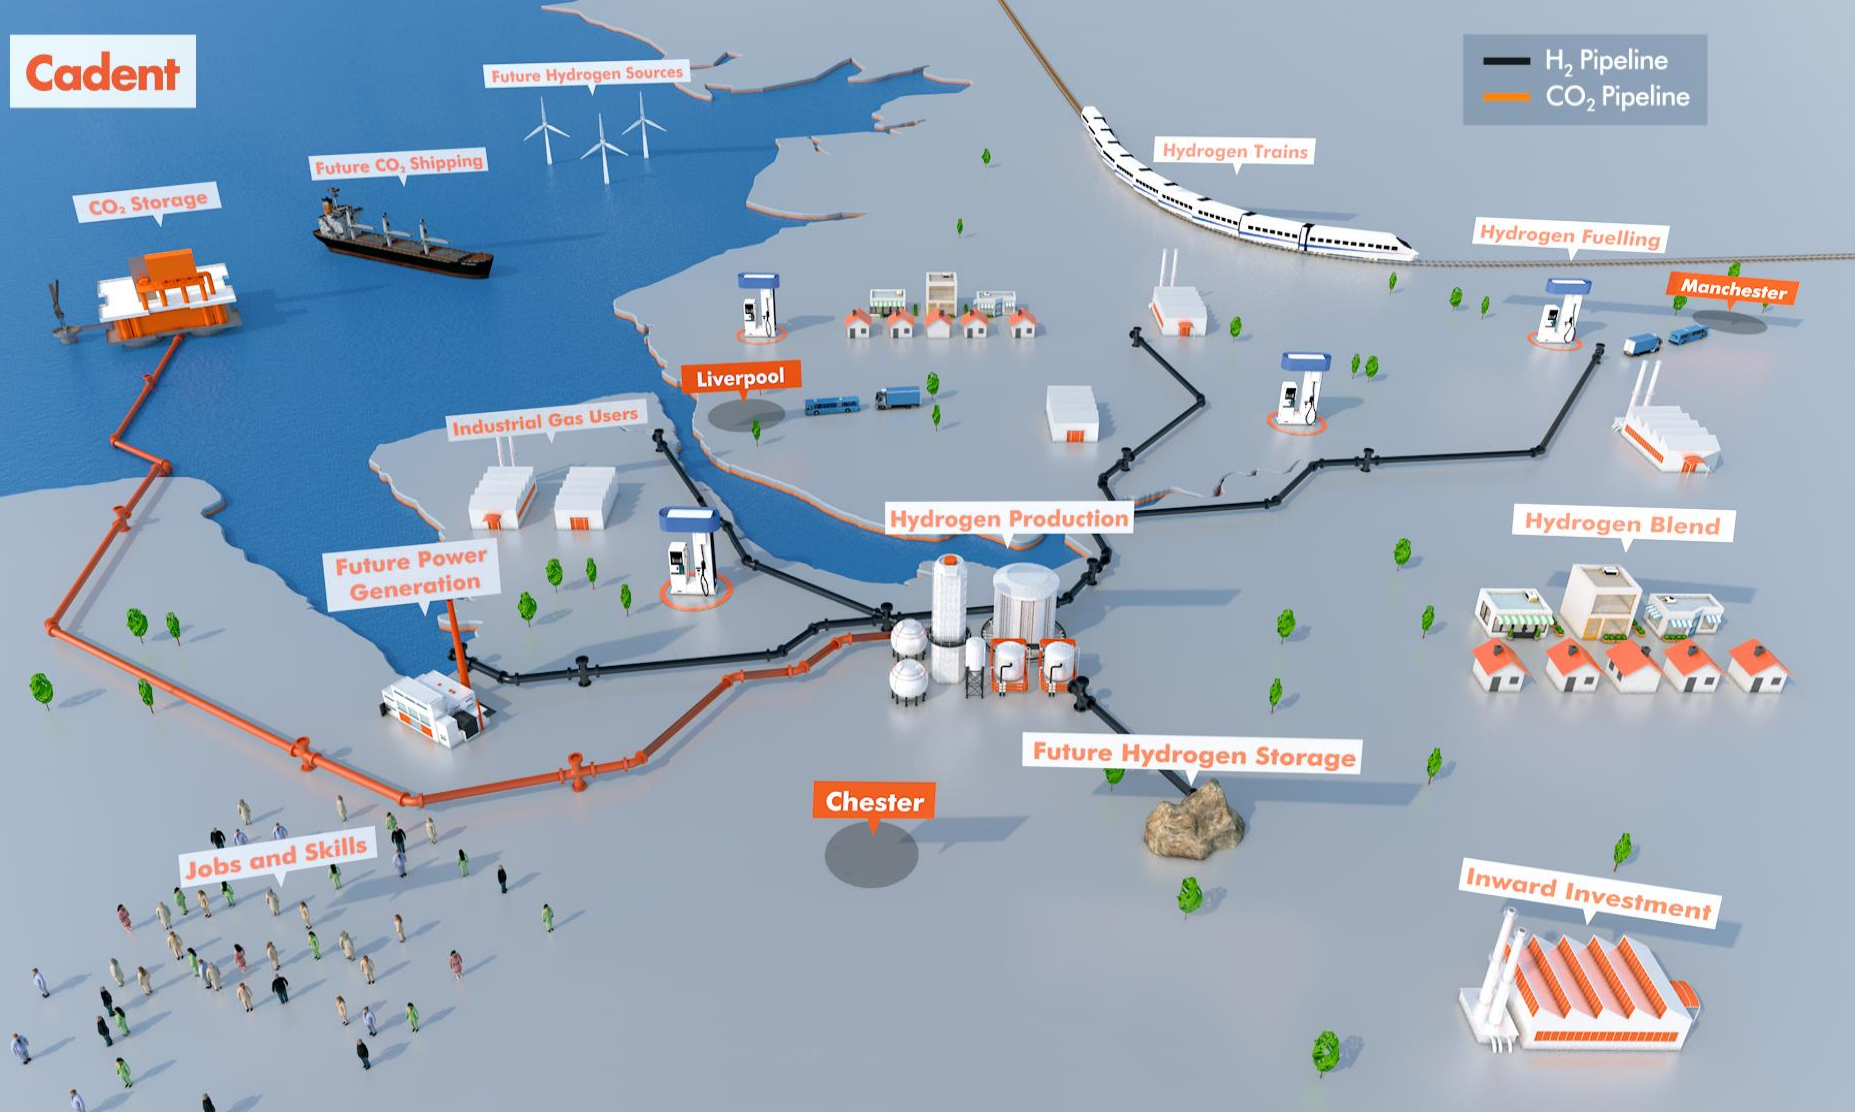 Cadent
H₂ Pipeline
CO₂ Pipeline
Future Hydrogen Sources
Future CO₂ Shipping
Hydrogen Trains
CO₂ Storage
Hydrogen Fuelling
Manchester
Liverpool
Industrial Gas Users
Hydrogen Production
Hydrogen Blend
Future Power
Generation
Future Hydrogen Storage
Chester
Jobs and Skills
Inward Investment